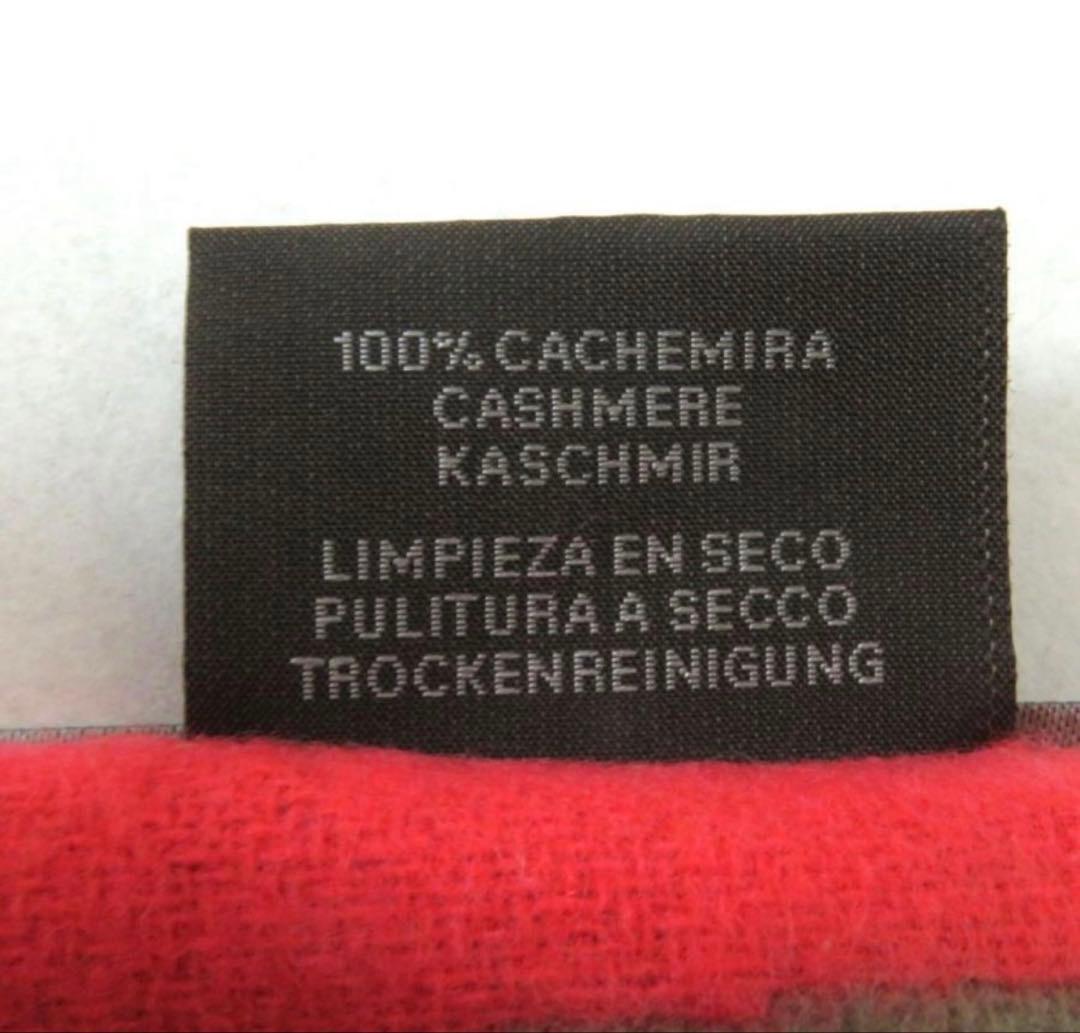 100% CACHEMIRA
CASHMERE
KASCHMIR
LIMPIEZA EN SECO
PULITURA A SECCO
TROCKENREINIGUNG